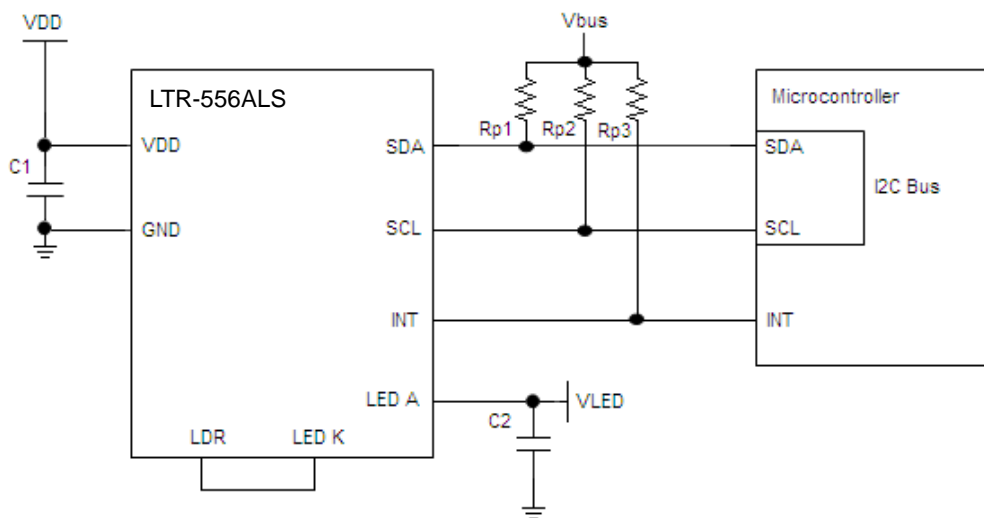 VDD
Vbus
LTR-556ALS
Microcontroller
Rp1
Rp2
Rp3
C1
VDD
SDA
SDA
I2C Bus
GND
SCL
SCL
INT
INT
LED A
C2
VLED
LDR
LED K